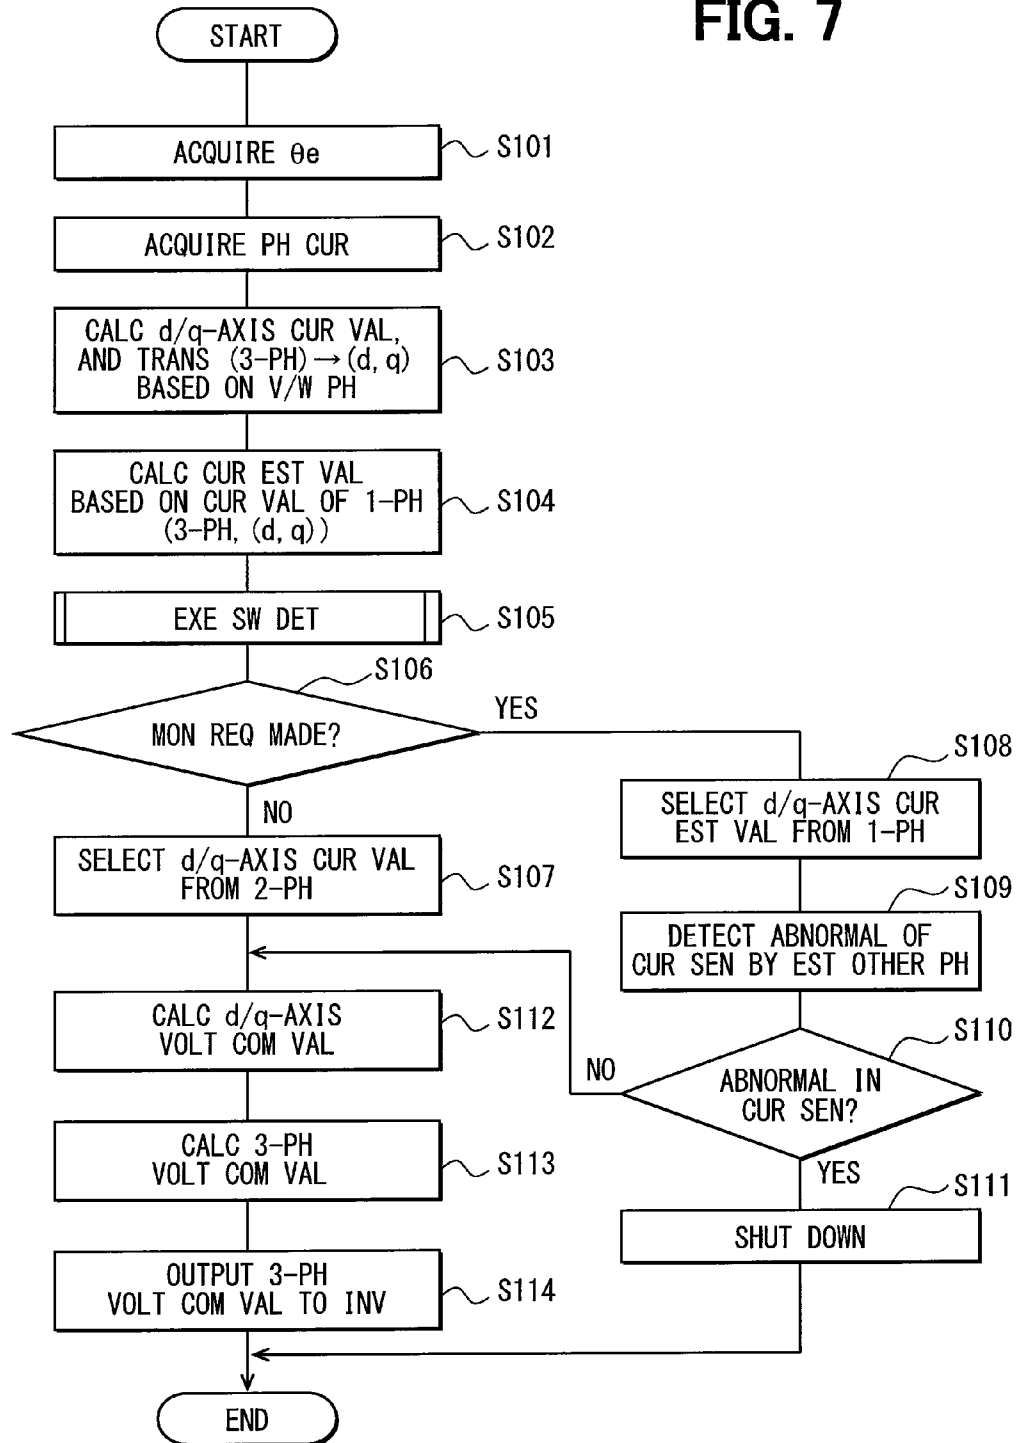 FIG. 7
START
ACQUIRE θe
S101
ACQUIRE PH CUR
S102
CALC d/q-AXIS CUR VAL,
AND TRANS (3-PH)→(d, q)
BASED ON V/W PH
S103
CALC CUR EST VAL
BASED ON CUR VAL OF 1-PH
(3-PH, (d, q))
S104
EXE SW DET
S105
S106
MON REQ MADE?
YES
NO
SELECT d/q-AXIS CUR VAL
FROM 2-PH
S107
S108
SELECT d/q-AXIS CUR
EST VAL FROM 1-PH
S109
DETECT ABNORMAL OF
CUR SEN BY EST OTHER PH
S110
ABNORMAL IN
CUR SEN?
NO
YES
S111
SHUT DOWN
CALC d/q-AXIS
VOLT COM VAL
S112
CALC 3-PH
VOLT COM VAL
S113
OUTPUT 3-PH
VOLT COM VAL TO INV
S114
END